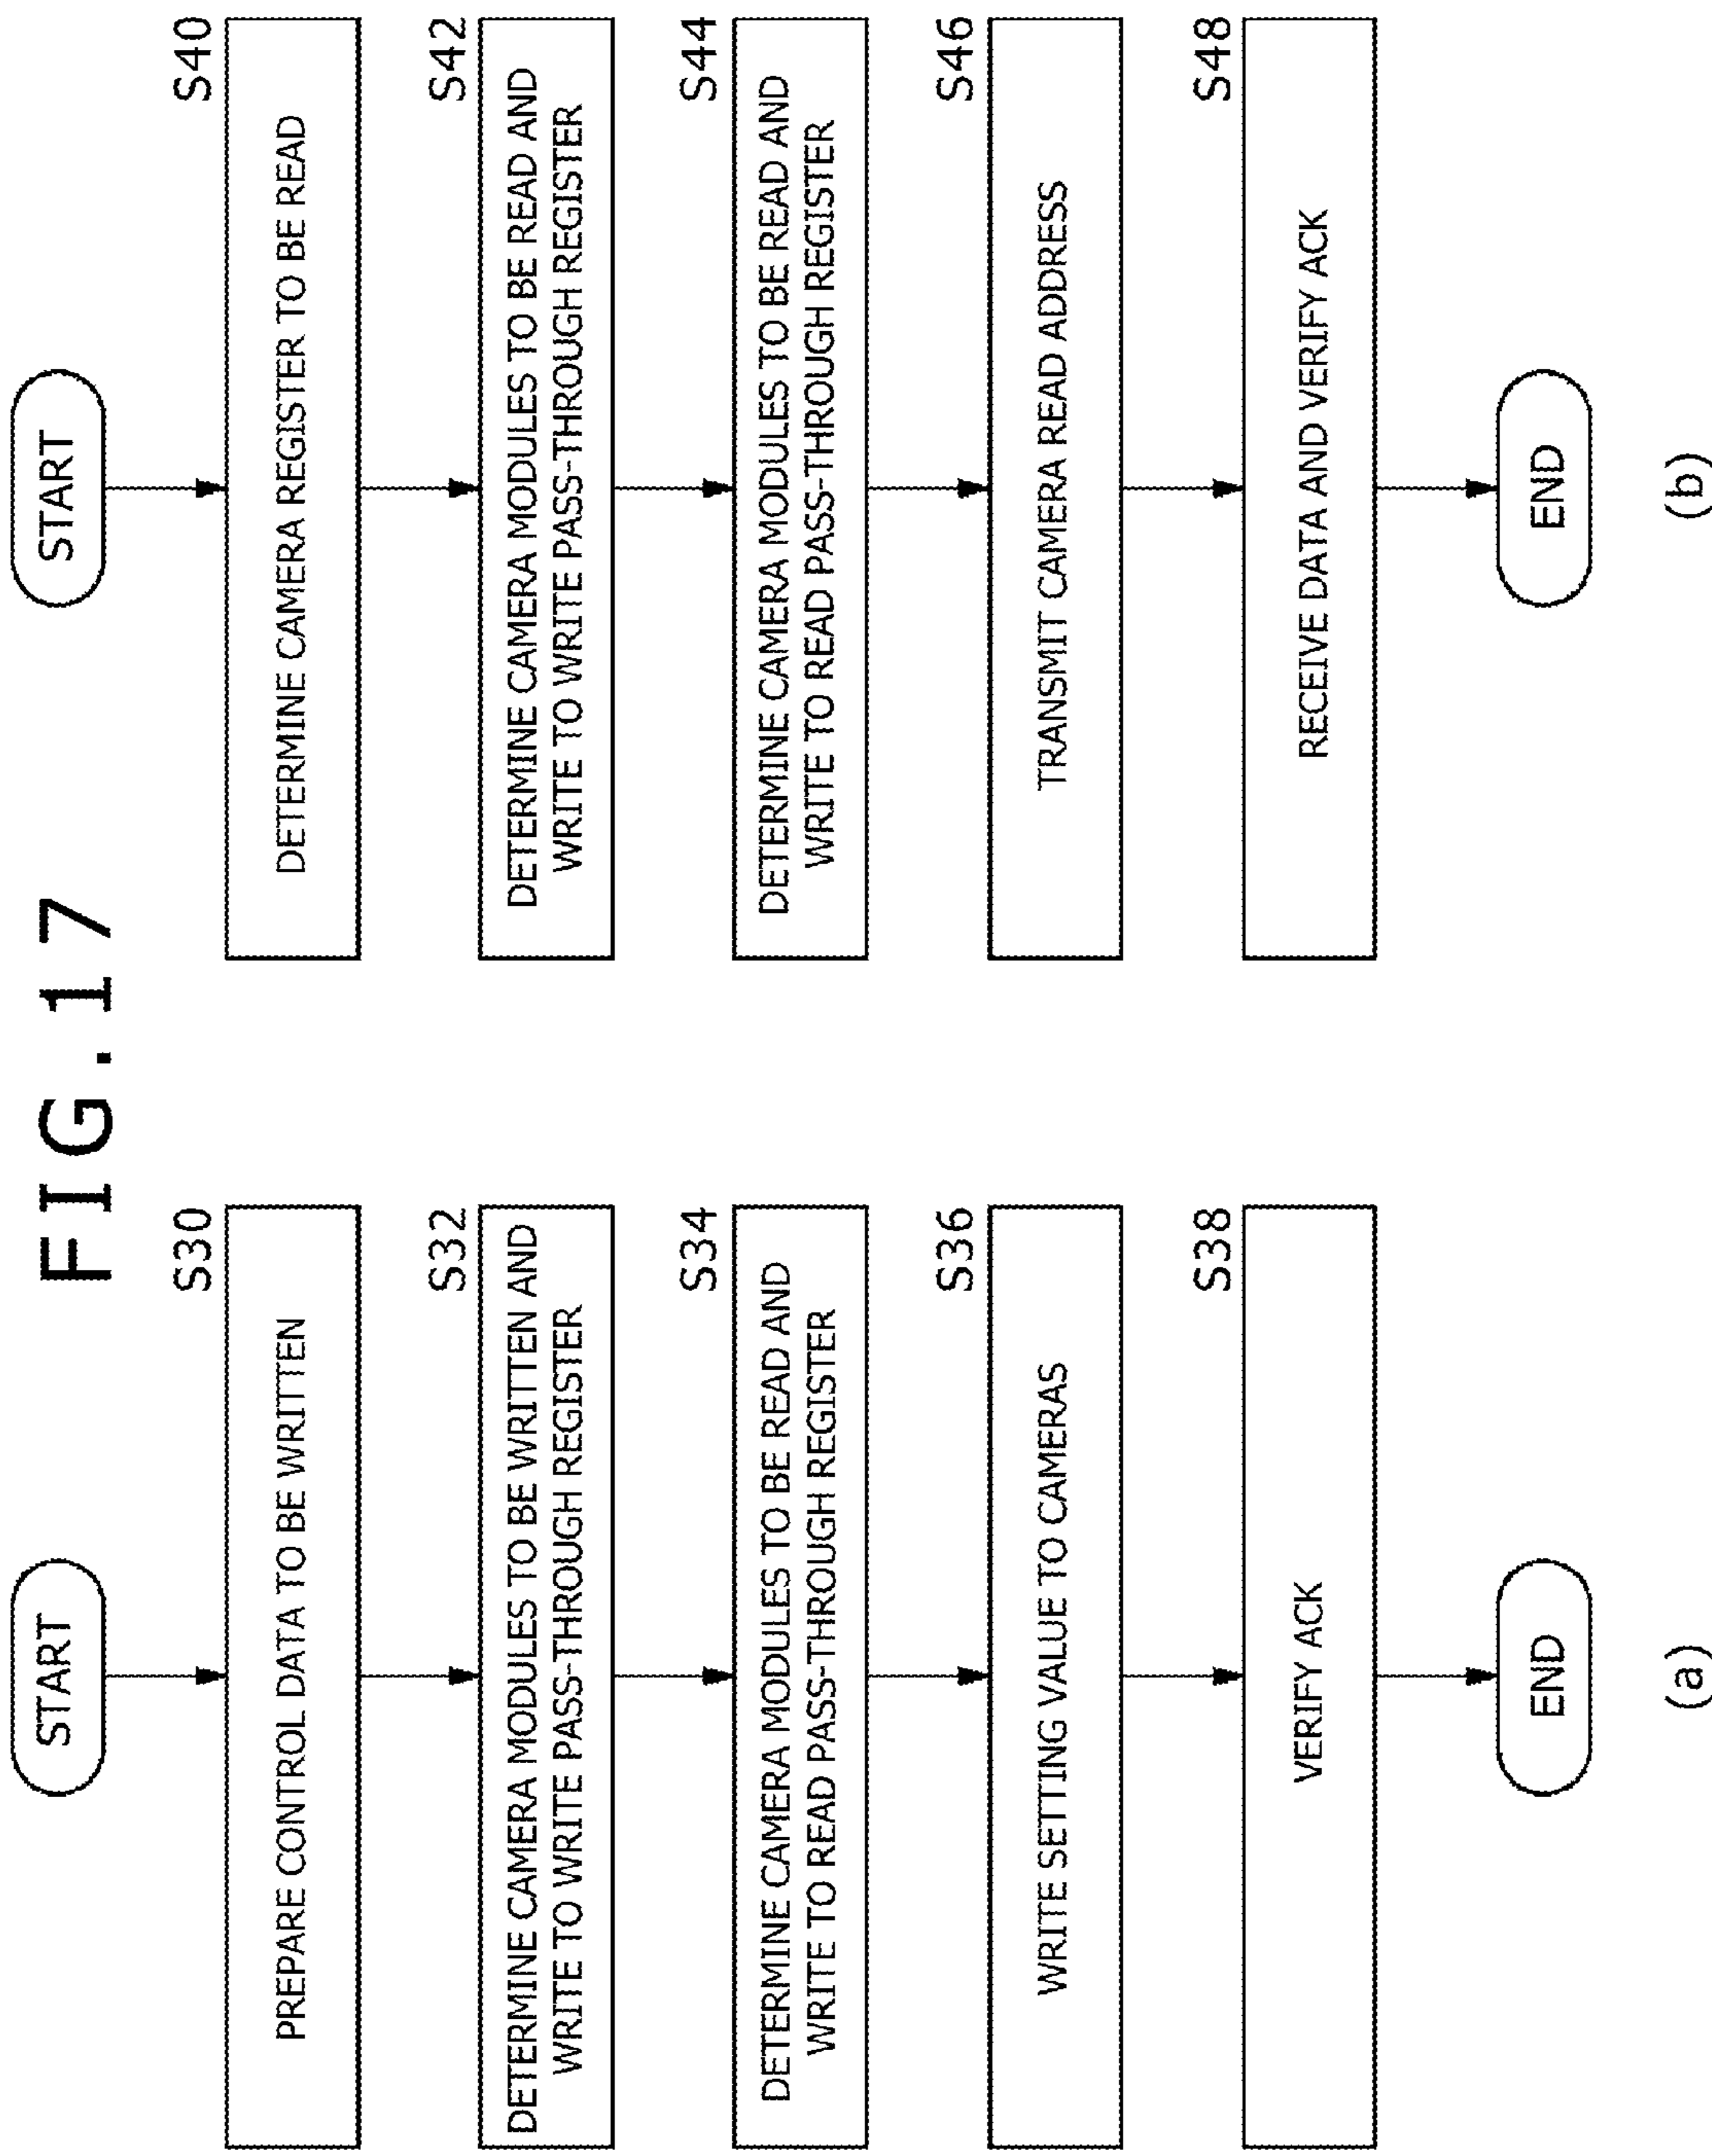 FIG.17
START
S30
PREPARE CONTROL DATA TO BE WRITTEN
S32
DETERMINE CAMERA MODULES TO BE WRITTEN AND
WRITE TO WRITE PASS-THROUGH REGISTER
S34
DETERMINE CAMERA MODULES TO BE READ AND
WRITE TO READ PASS-THROUGH REGISTER
S36
WRITE SETTING VALUE TO CAMERAS
S38
VERIFY ACK
END
(a)
START
S40
DETERMINE CAMERA REGISTER TO BE READ
S42
DETERMINE CAMERA MODULES TO BE READ AND
WRITE TO WRITE PASS-THROUGH REGISTER
S44
DETERMINE CAMERA MODULES TO BE READ AND
WRITE TO READ PASS-THROUGH REGISTER
S46
TRANSMIT CAMERA READ ADDRESS
S48
RECEIVE DATA AND VERIFY ACK
END
(b)